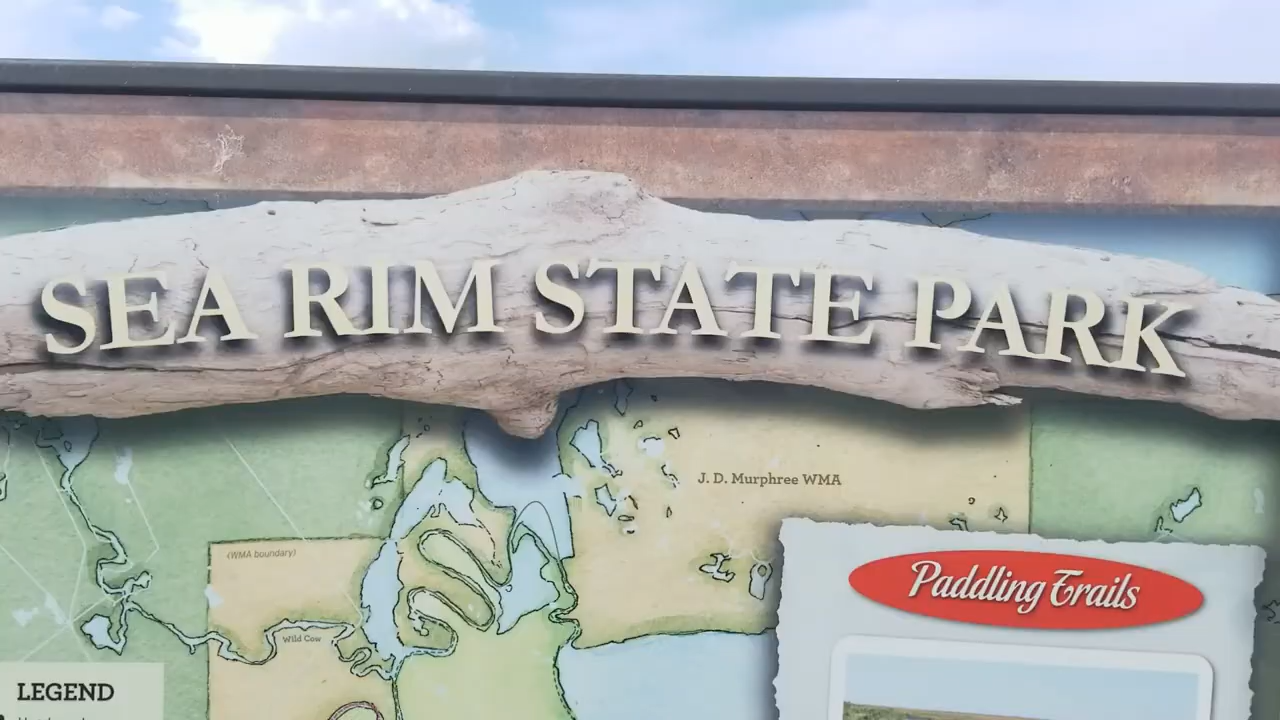 SEA RIM STATE PARK
J. D. Murphree WMA
(WMA boundary)
Paddling Trails
Wild Cow
LEGEND